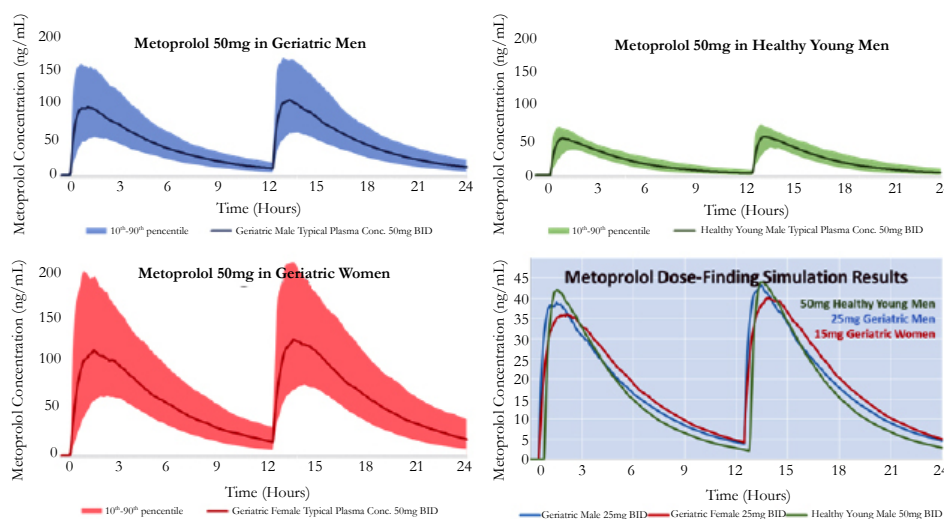 Metoprolol 50mg in Geriatric Men
Metoprolol Concentration (ng/mL)
200
150
100
50
0
0 3 6 9 12 15 18 21 24
Time (Hours)
10th-90th percentile
Geriatric Male Typical Plasma Conc. 50mg BID
Metoprolol 50mg in Healthy Young Men
Metoprolol Concentration (ng/mL)
200
150
100
50
0
0 3 6 9 12 15 18 21 24
Time (Hours)
10th-90th percentile
Healthy Young Male Typical Plasma Conc. 50mg BID
Metoprolol 50mg in Geriatric Women
Metoprolol Concentration (ng/mL)
200
150
100
50
0
0 3 6 9 12 15 18 21 24
Time (Hours)
10th-90th percentile
Geriatric Female Typical Plasma Conc. 50mg BID
Metoprolol Dose-Finding Simulation Results
50mg Healthy Young Men
25mg Geriatric Men
15mg Geriatric Women
Metoprolol Concentration (ng/mL)
45
40
35
30
25
20
15
10
5
0
0 3 6 9 12 15 18 21 24
Time (Hours)
Geriatric Male 25mg BID
Geriatric Female 25mg BID
Healthy Young Male 50mg BID